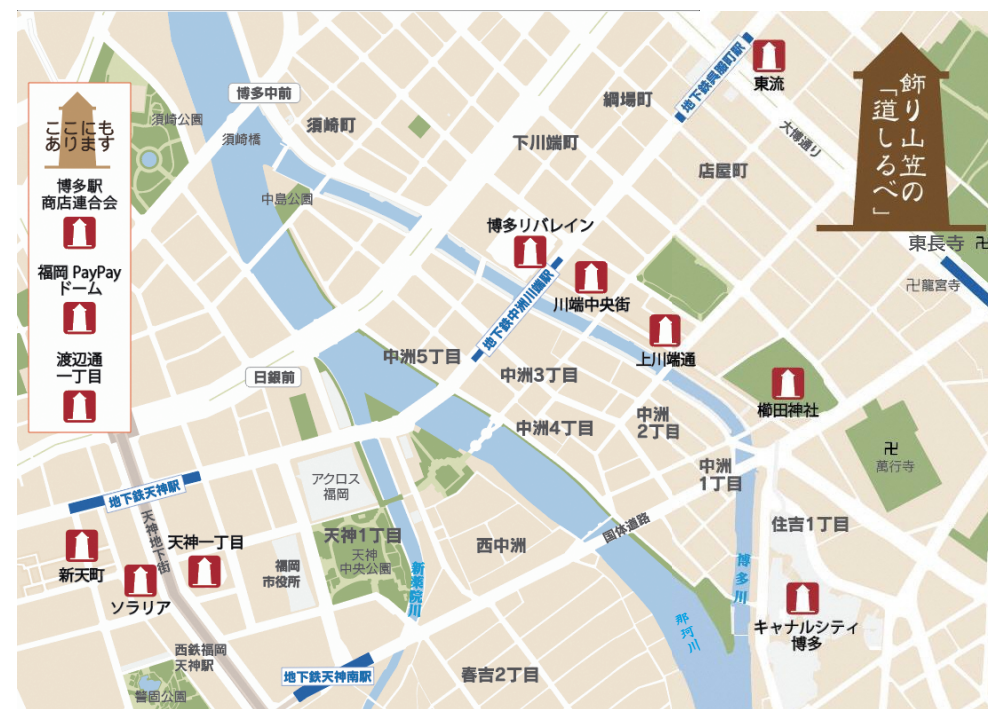 飾り山笠の
「道しるべ」
ここにも
あります
博多駅
商店連合会
福岡 PayPay
ドーム
渡辺通
一丁目
博多中前
須崎公園
須崎橋
須崎町
中島公園
綱場町
下川端町
地下鉄呉服町駅
東流
大博通り
店屋町
東長寺 卍
卍龍宮寺
博多リバレイン
川端中央街
地下鉄中洲川端駅
上川端通
櫛田神社
卍
萬行寺
日銀前
中洲5丁目
中洲3丁目
中洲4丁目
中洲
2丁目
中洲
1丁目
国体道路
住吉1丁目
アクロス
福岡
地下鉄天神駅
天神地下街
天神1丁目
天神
中央公園
西中洲
新天町
ソラリア
天神一丁目
福岡
市役所
新薬院川
博多川
那珂川
キャナルシティ
博多
西鉄福岡
天神駅
警固公園
地下鉄天神南駅
春吉2丁目